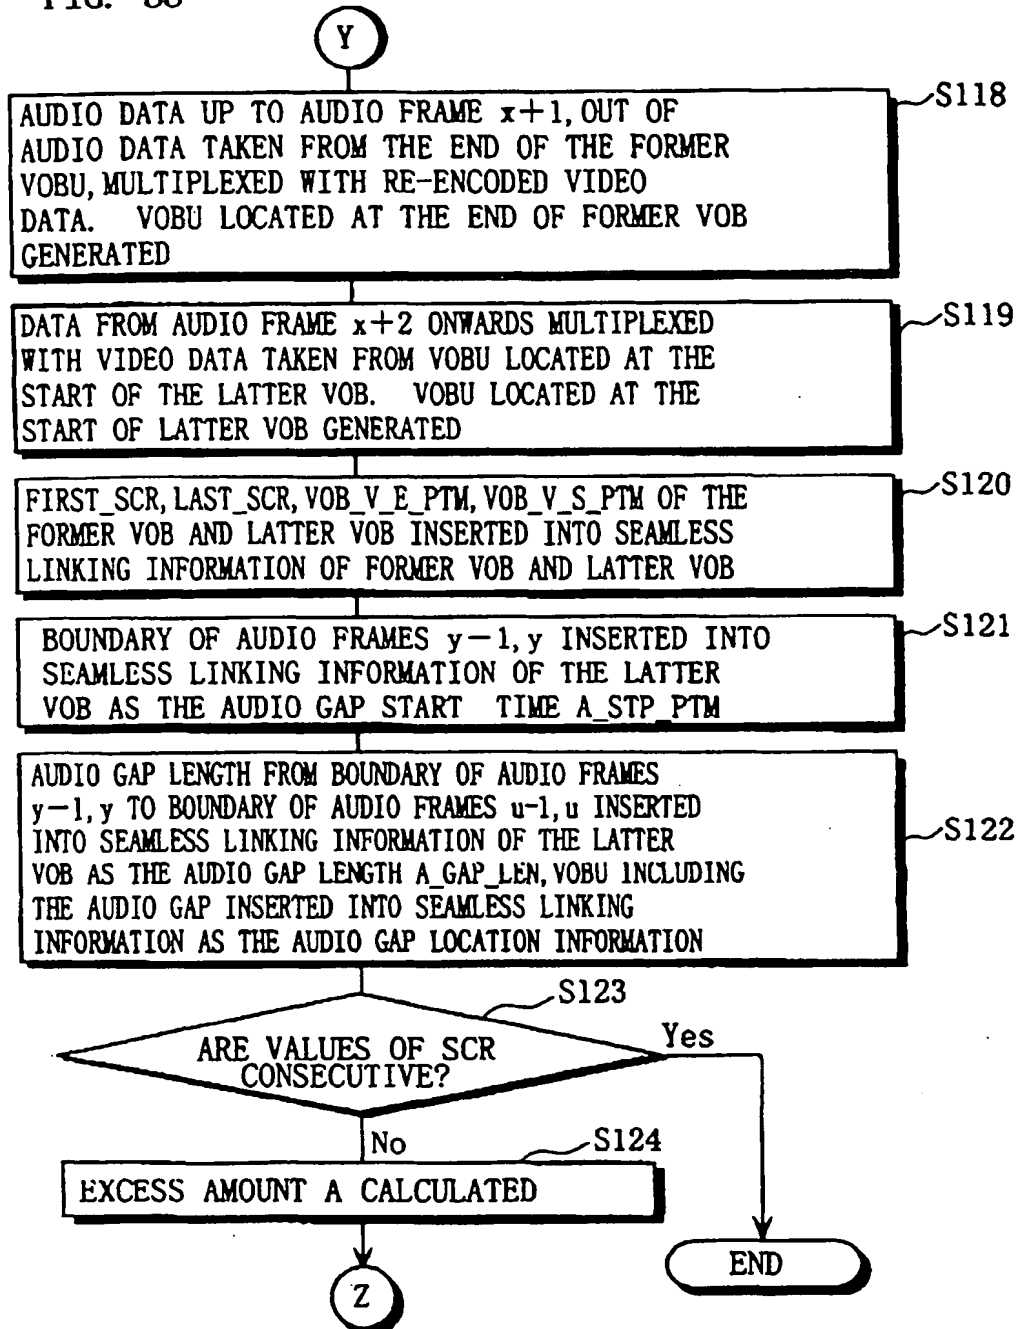 Y
S118
AUDIO DATA UP TO AUDIO FRAME x+1, OUT OF
AUDIO DATA TAKEN FROM THE END OF THE FORMER
VOBU, MULTIPLEXED WITH RE-ENCODED VIDEO
DATA. VOBU LOCATED AT THE END OF FORMER VOB
GENERATED
S119
DATA FROM AUDIO FRAME x+2 ONWARDS MULTIPLEXED
WITH VIDEO DATA TAKEN FROM VOBU LOCATED AT THE
START OF THE LATTER VOB. VOBU LOCATED AT THE
START OF LATTER VOB GENERATED
S120
FIRST_SCR, LAST_SCR, VOB_V_E_PTM, VOB_V_S_PTM OF THE
FORMER VOB AND LATTER VOB INSERTED INTO SEAMLESS
LINKING INFORMATION OF FORMER VOB AND LATTER VOB
S121
BOUNDARY OF AUDIO FRAMES y-1, y INSERTED INTO
SEAMLESS LINKING INFORMATION OF THE LATTER
VOB AS THE AUDIO GAP START TIME A_STP_PTM
S122
AUDIO GAP LENGTH FROM BOUNDARY OF AUDIO FRAMES
y-1, y TO BOUNDARY OF AUDIO FRAMES u-1, u INSERTED
INTO SEAMLESS LINKING INFORMATION OF THE LATTER
VOB AS THE AUDIO GAP LENGTH A_GAP_LEN, VOBU INCLUDING
THE AUDIO GAP INSERTED INTO SEAMLESS LINKING
INFORMATION AS THE AUDIO GAP LOCATION INFORMATION
S123
ARE VALUES OF SCR
CONSECUTIVE?
Yes
No
S124
EXCESS AMOUNT A CALCULATED
END
Z